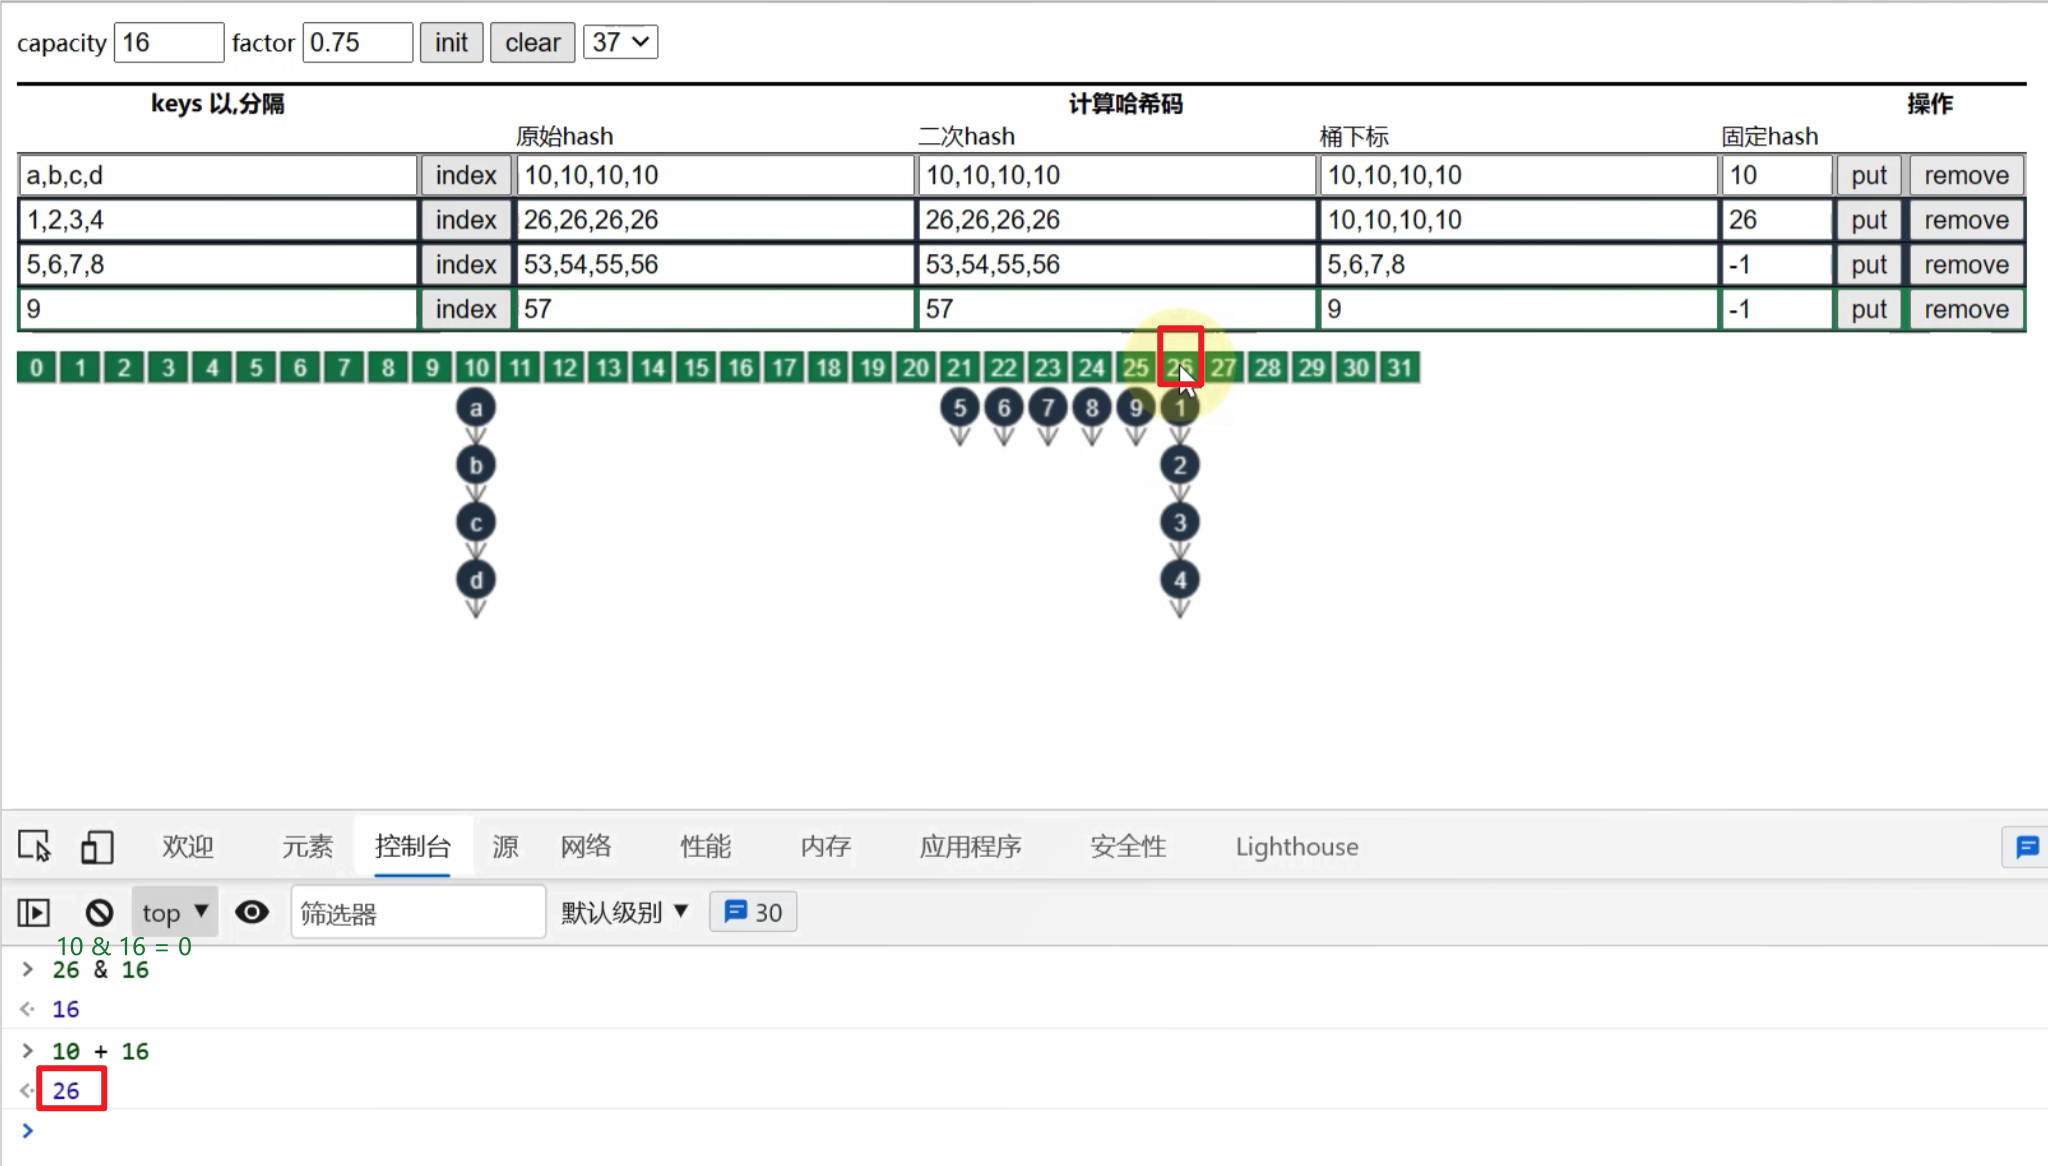 capacity 16 factor 0.75 init clear 37
keys 以,分隔 计算哈希码 操作
原始hash 二次hash 桶下标 固定hash
a,b,c,d index 10,10,10,10 10,10,10,10 10,10,10,10 10 put remove
1,2,3,4 index 26,26,26,26 26,26,26,26 10,10,10,10 26 put remove
5,6,7,8 index 53,54,55,56 53,54,55,56 5,6,7,8 -1 put remove
9 index 57 57 9 -1 put remove
0 1 2 3 4 5 6 7 8 9 10 11 12 13 14 15 16 17 18 19 20 21 22 23 24 25 26 27 28 29 30 31
a 5 6 7 8 9 1
b 2
c 3
d 4
欢迎 元素 控制台 源 网络 性能 内存 应用程序 安全性 Lighthouse
top 筛选器 默认级别 30
10 & 16 = 0
> 26 & 16
16
> 10 + 16
26
>